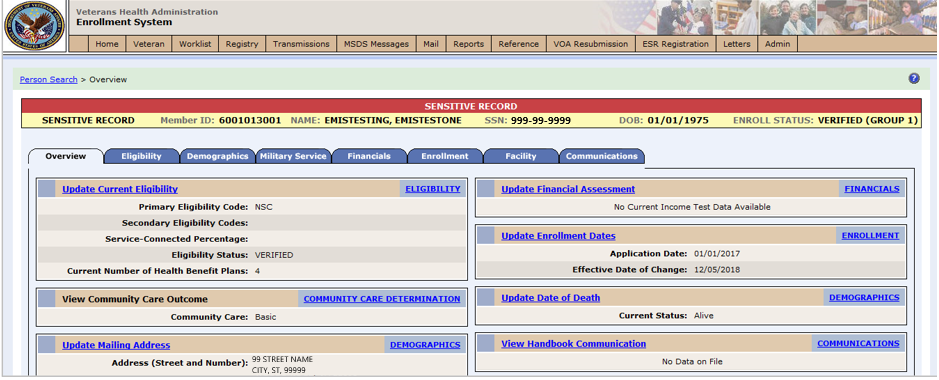 Veterans Health Administration
Enrollment System
Home Veteran Worklist Registry Transmissions MSDS Messages Mail Reports Reference VOA Resubmission ESR Registration Letters Admin
Person Search > Overview ?
SENSITIVE RECORD
SENSITIVE RECORD Member ID: 6001013001 NAME: EMISTESTING, EMISTESTONE SSN: 999-99-9999 DOB: 01/01/1975 ENROLL STATUS: VERIFIED (GROUP 1)
Overview Eligibility Demographics Military Service Financials Enrollment Facility Communications
Update Current Eligibility ELIGIBILITY
Primary Eligibility Code: NSC
Secondary Eligibility Codes:
Service-Connected Percentage:
Eligibility Status: VERIFIED
Current Number of Health Benefit Plans: 4
View Community Care Outcome COMMUNITY CARE DETERMINATION
Community Care: Basic
Update Mailing Address DEMOGRAPHICS
Address (Street and Number): 99 STREET NAME
CITY, ST, 99999
Update Financial Assessment FINANCIALS
No Current Income Test Data Available
Update Enrollment Dates ENROLLMENT
Application Date: 01/01/2017
Effective Date of Change: 12/05/2018
Update Date of Death DEMOGRAPHICS
Current Status: Alive
View Handbook Communication COMMUNICATIONS
No Data on File